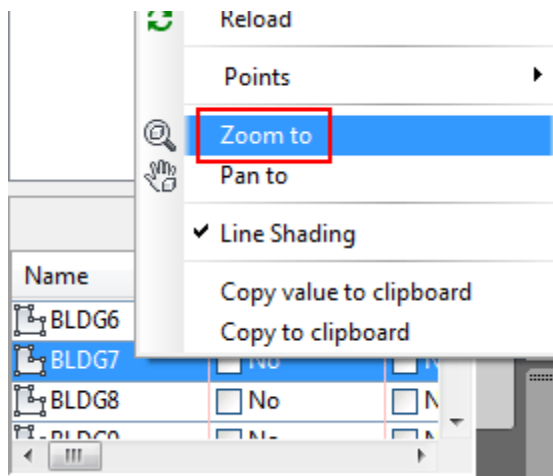 Reload
Points
Zoom to
Pan to
Line Shading
Copy value to clipboard
Copy to clipboard
Name
BLDG6
BLDG7 No N
BLDG8 No N